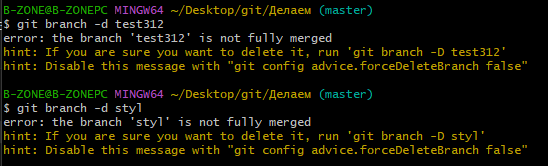 B-ZONE@B-ZONEPC MINGW64 ~/Desktop/git/Делаем (master)
$ git branch -d test312
error: the branch 'test312' is not fully merged
hint: If you are sure you want to delete it, run 'git branch -D test312'
hint: Disable this message with "git config advice.forceDeleteBranch false"
B-ZONE@B-ZONEPC MINGW64 ~/Desktop/git/Делаем (master)
$ git branch -d styl
error: the branch 'styl' is not fully merged
hint: If you are sure you want to delete it, run 'git branch -D styl'
hint: Disable this message with "git config advice.forceDeleteBranch false"